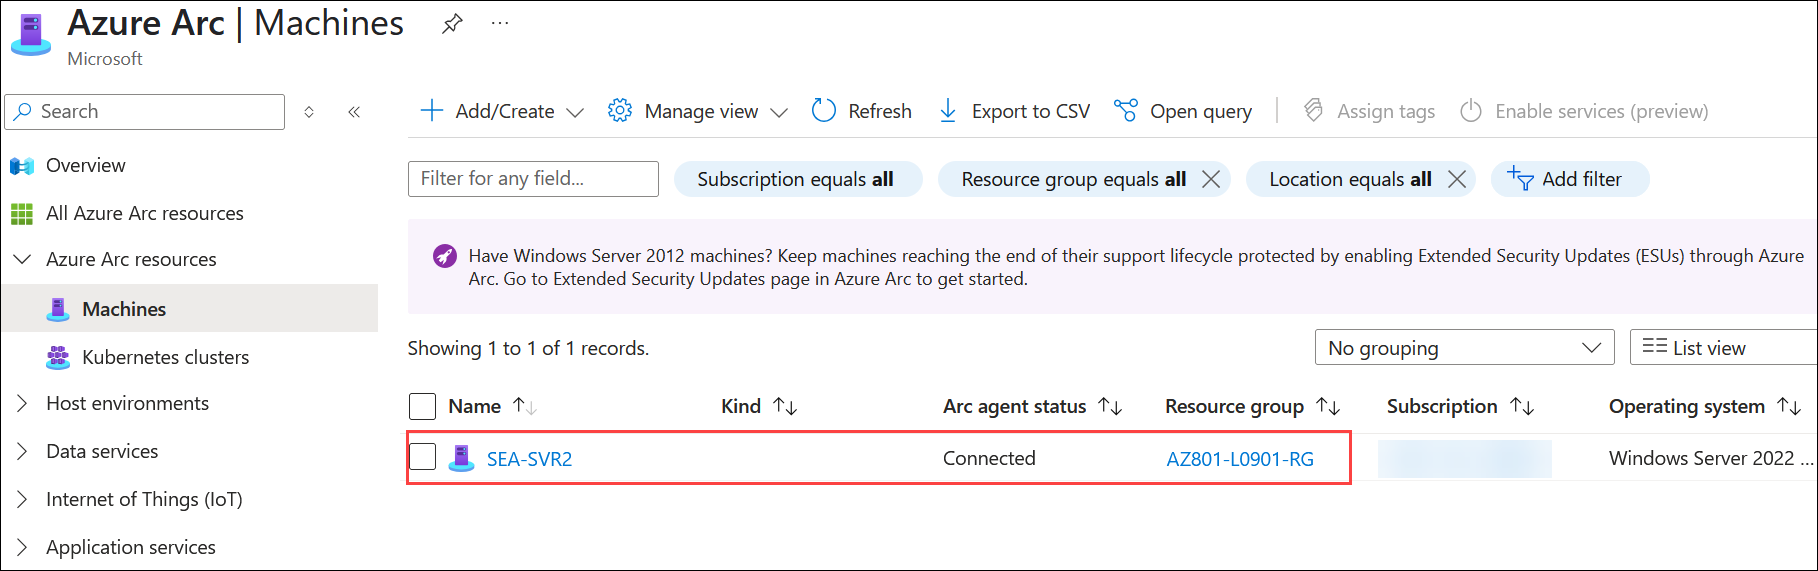 Azure Arc | Machines
Microsoft
Search
Overview
All Azure Arc resources
Azure Arc resources
Machines
Kubernetes clusters
Host environments
Data services
Internet of Things (IoT)
Application services
Add/Create
Manage view
Refresh
Export to CSV
Open query
Assign tags
Enable services (preview)
Filter for any field...
Subscription equals all
Resource group equals all
Location equals all
Add filter
Have Windows Server 2012 machines? Keep machines reaching the end of their support lifecycle protected by enabling Extended Security Updates (ESUs) through Azure
Arc. Go to Extended Security Updates page in Azure Arc to get started.
Showing 1 to 1 of 1 records.
No grouping
List view
Name Kind Arc agent status Resource group Subscription Operating system
SEA-SVR2 Connected AZ801-L0901-RG Windows Server 2022 ...